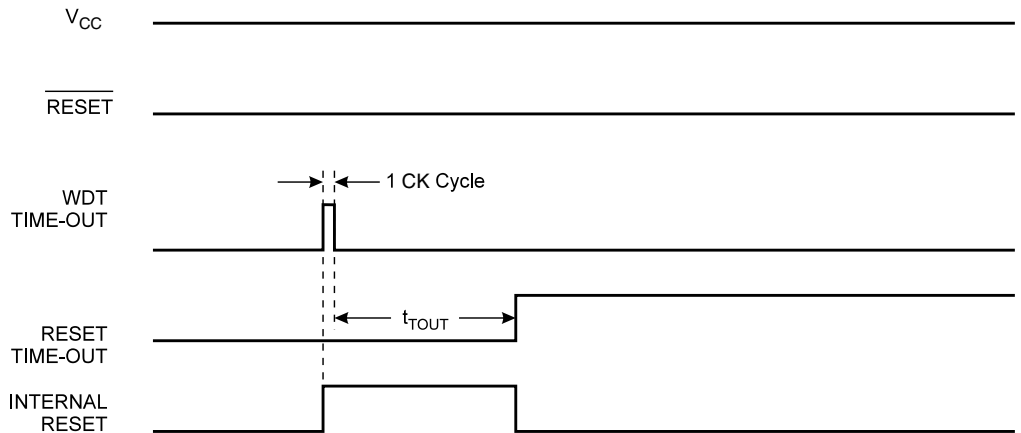 VCC
RESET
1 CK Cycle
WDT
TIME-OUT
tTOUT
RESET
TIME-OUT
INTERNAL
RESET